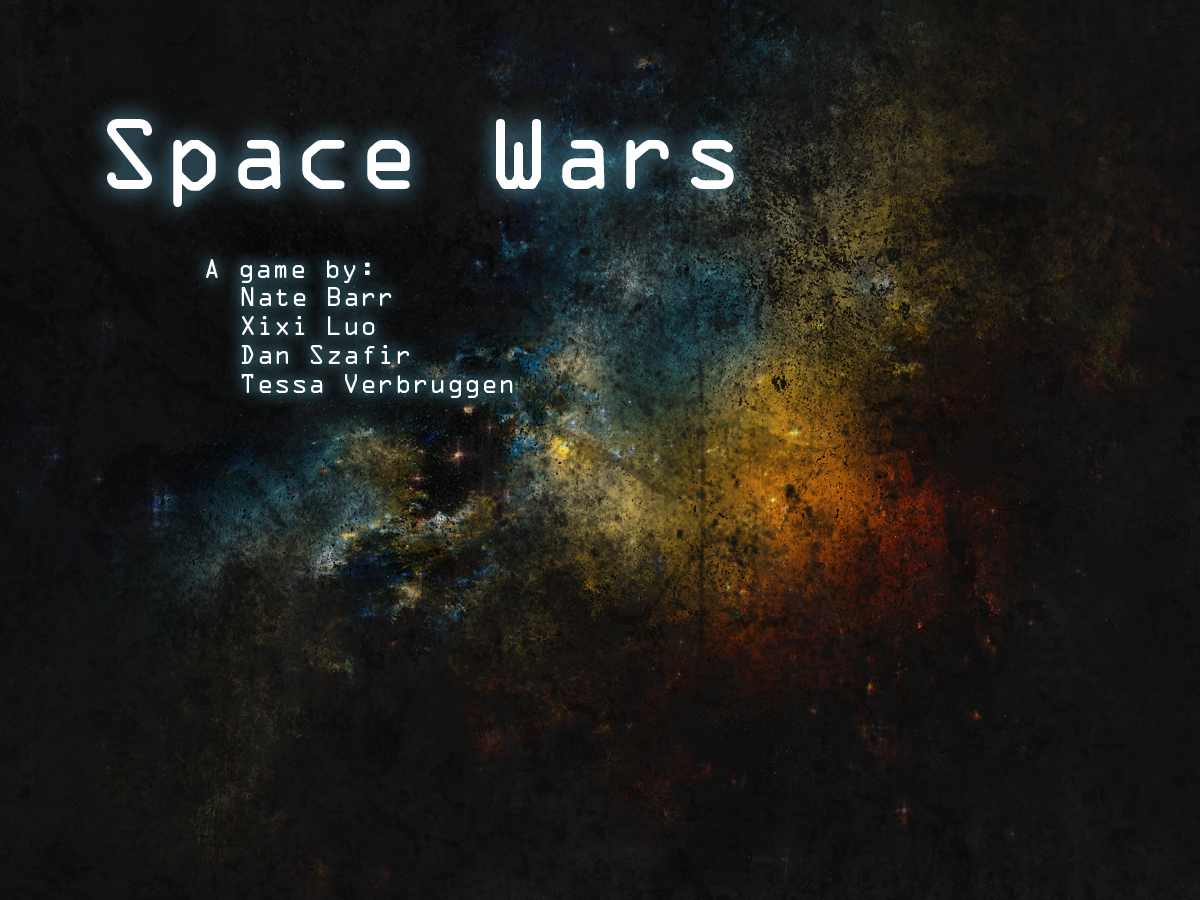 Space Wars
A game by:
Nate Barr
Xixi Luo
Dan Szafir
Tessa Verbruggen